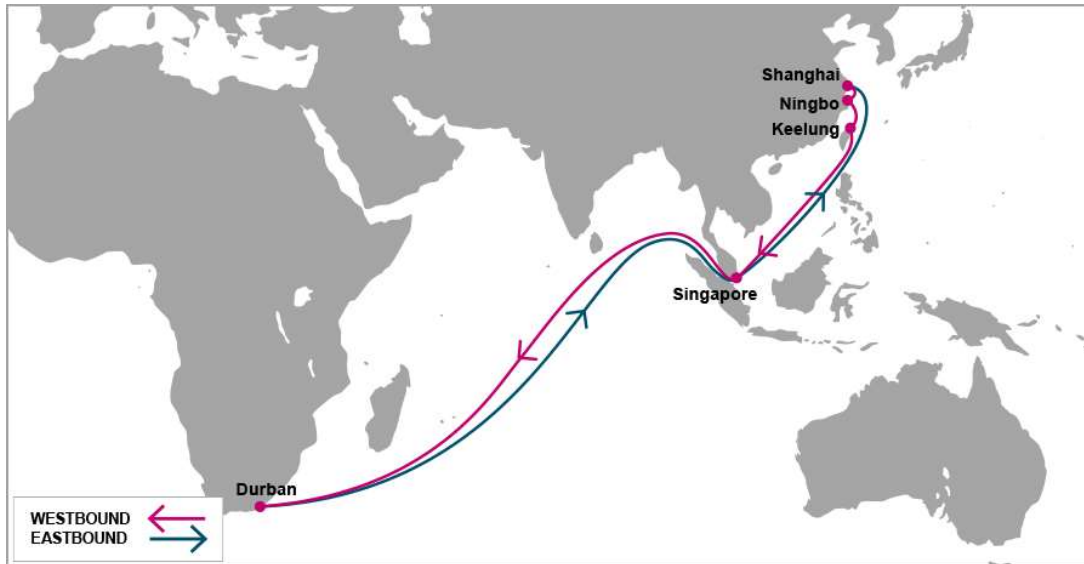 Shanghai
Ningbo
Keelung
Singapore
Durban
WESTBOUND
EASTBOUND